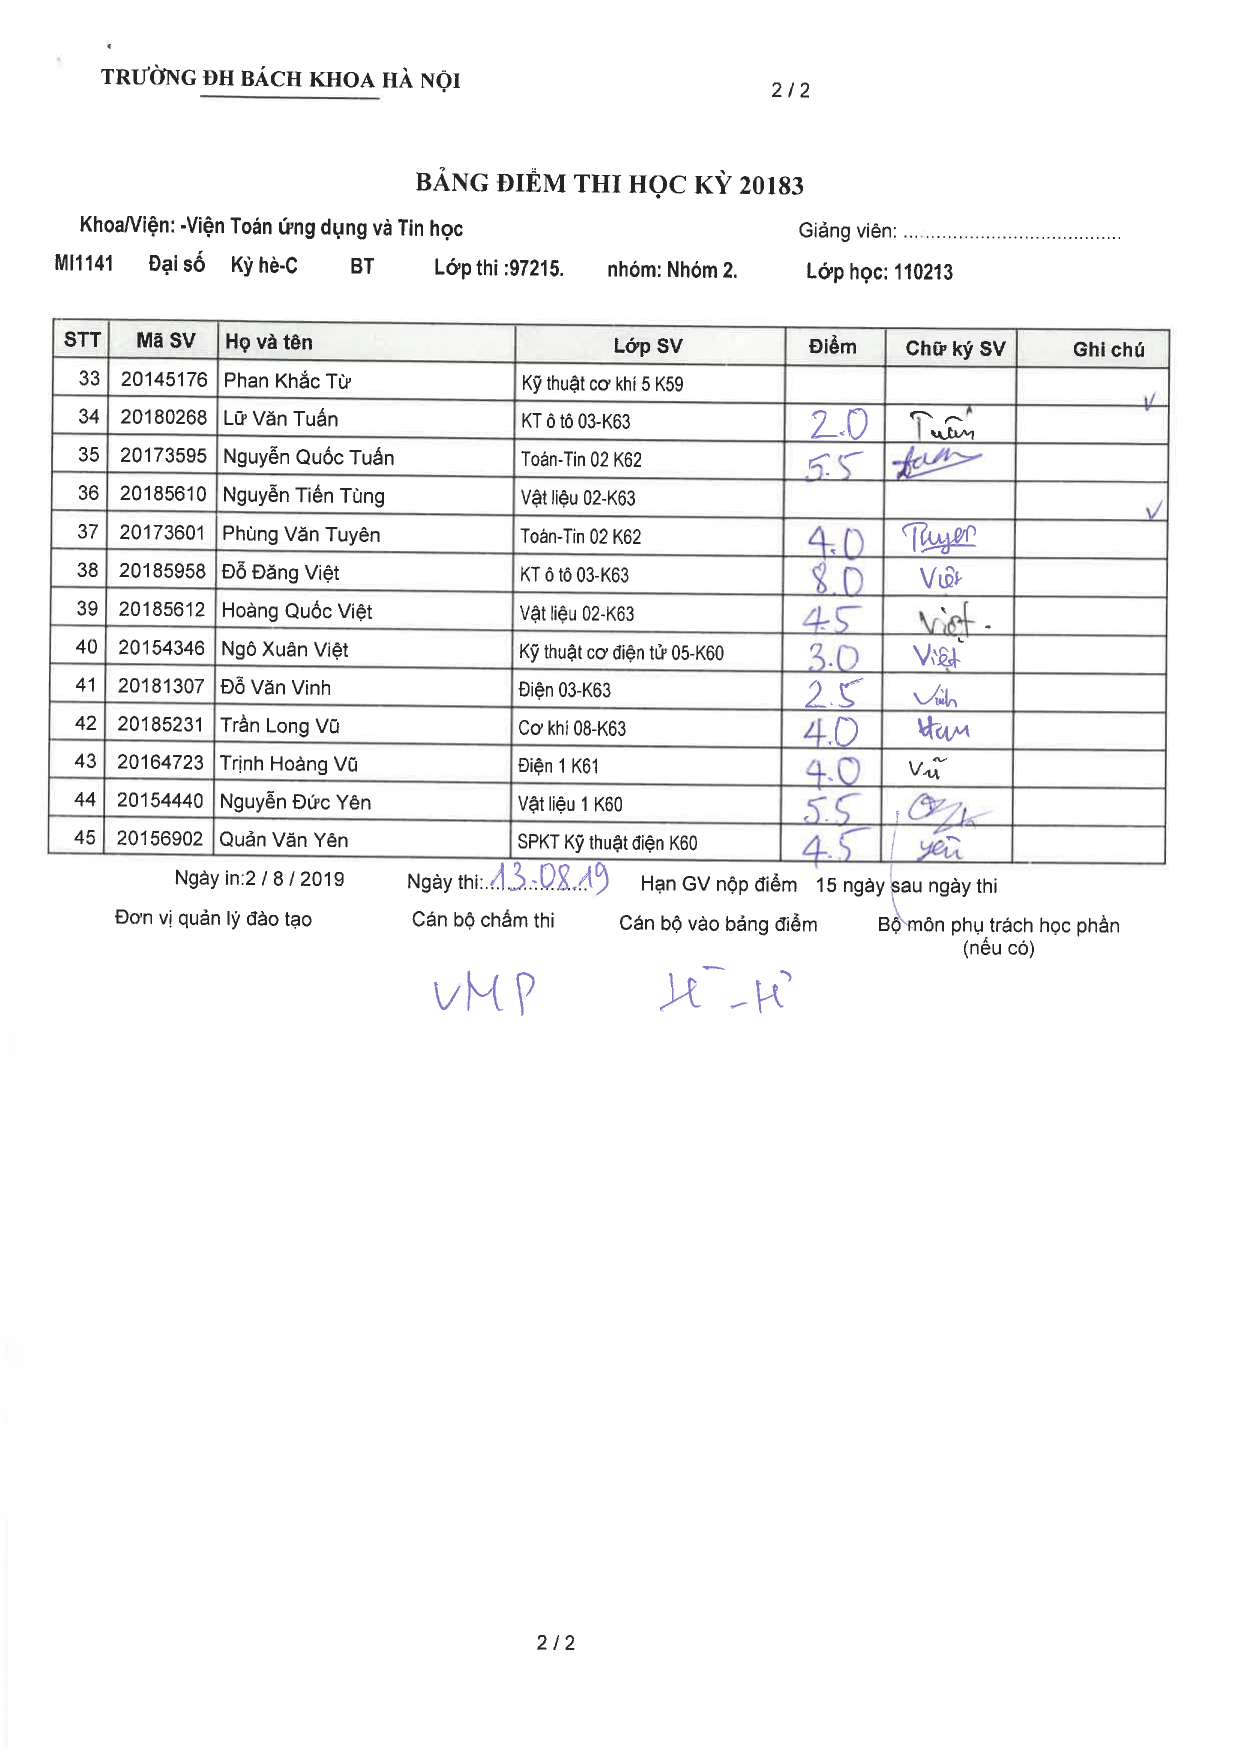 TRƯỜNG ĐH BÁCH KHOA HÀ NỘI
2 / 2
BẢNG ĐIỂM THI HỌC KỲ 20183
Khoa/Viện: -Viện Toán ứng dụng và Tin học Giảng viên: ........................................
MI1141 Đại số Kỳ hè-C BT Lớp thi :97215. nhóm: Nhóm 2. Lớp học: 110213
STT Mã SV Họ và tên Lớp SV Điểm Chữ ký SV Ghi chú
33 20145176 Phan Khắc Từ Kỹ thuật cơ khí 5 K59 ✓
34 20180268 Lữ Văn Tuấn KT ô tô 03-K63 2.0 Tuấn
35 20173595 Nguyễn Quốc Tuấn Toán-Tin 02 K62 5.5
36 20185610 Nguyễn Tiến Tùng Vật liệu 02-K63 ✓
37 20173601 Phùng Văn Tuyên Toán-Tin 02 K62 4.0 Tuyen
38 20185958 Đỗ Đăng Việt KT ô tô 03-K63 8.0 Việt
39 20185612 Hoàng Quốc Việt Vật liệu 02-K63 4.5 Việt
40 20154346 Ngô Xuân Việt Kỹ thuật cơ điện tử 05-K60 3.0 Việt
41 20181307 Đỗ Văn Vinh Điện 03-K63 2.5 Vinh
42 20185231 Trần Long Vũ Cơ khí 08-K63 4.0
43 20164723 Trịnh Hoàng Vũ Điện 1 K61 4.0 Vũ
44 20154440 Nguyễn Đức Yên Vật liệu 1 K60 5.5
45 20156902 Quản Văn Yên SPKT Kỹ thuật điện K60 4.5 yên
Ngày in:2 / 8 / 2019 Ngày thi: 13.08.19 Hạn GV nộp điểm 15 ngày sau ngày thi
Đơn vị quản lý đào tạo Cán bộ chấm thi Cán bộ vào bảng điểm Bộ môn phụ trách học phần
(nếu có)
VMP
2 / 2